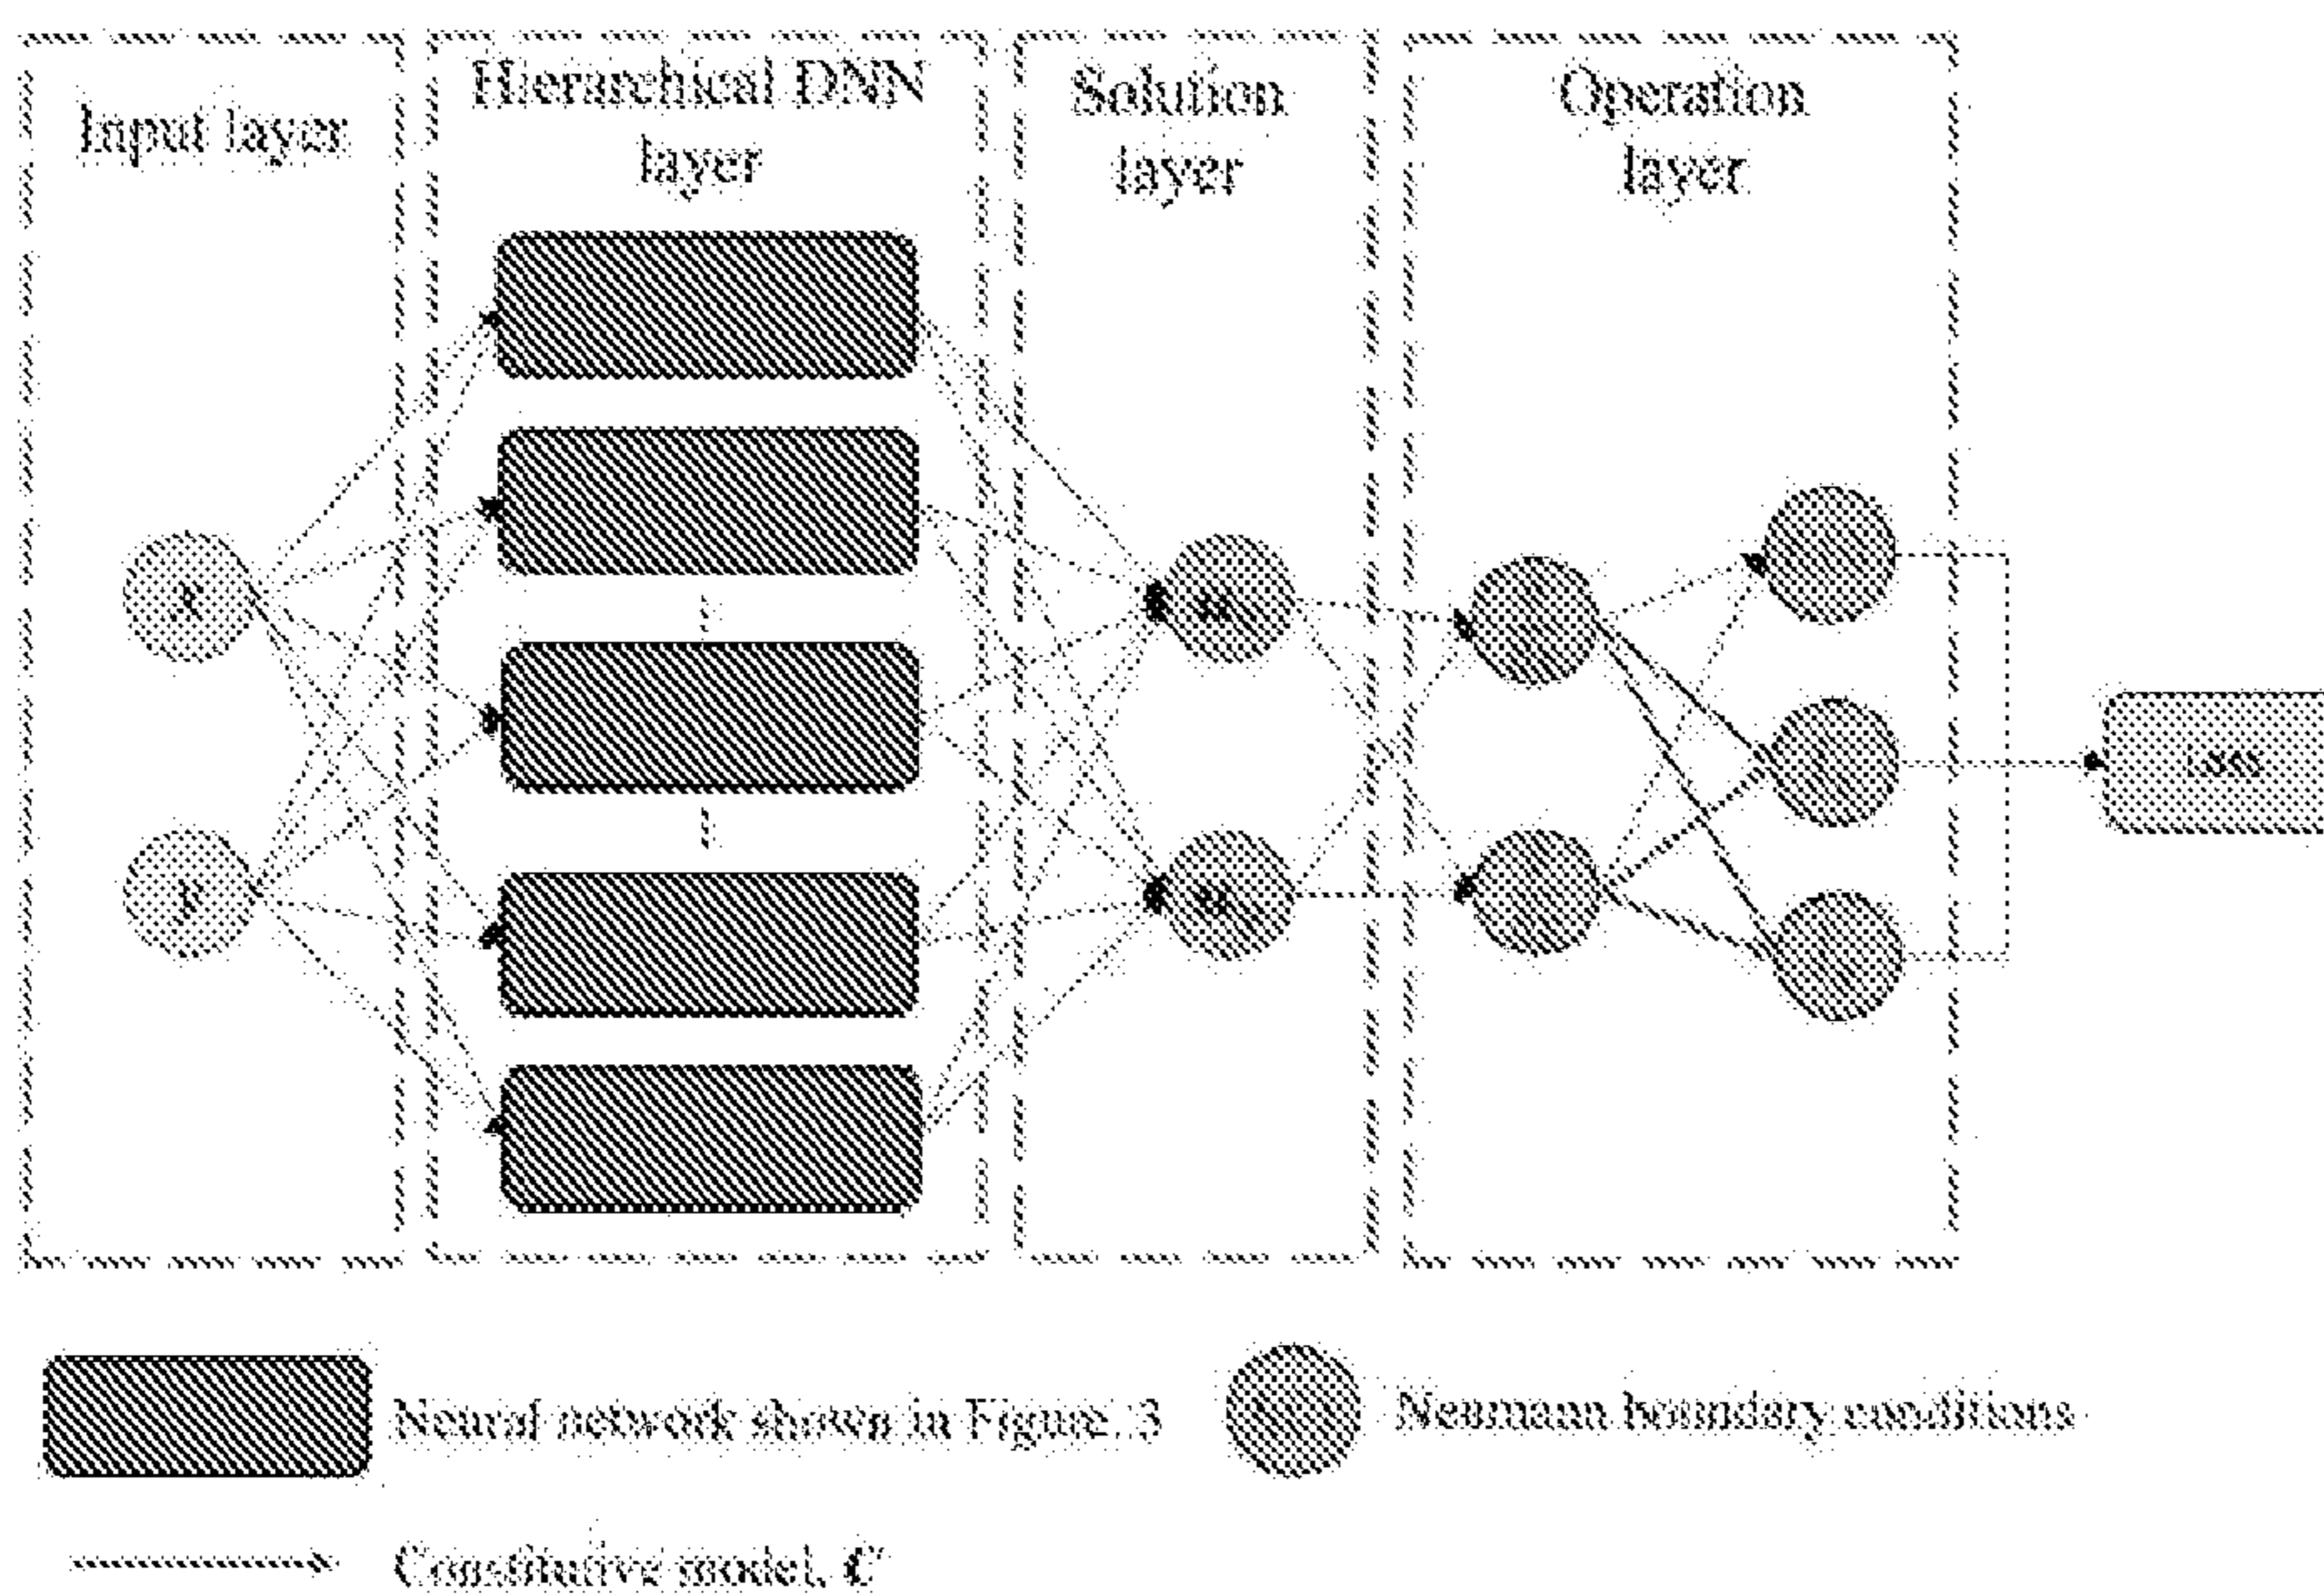 Input layer
Hierarchical DNN
layer
Solution
layer
Operation
layer
X
Y
u
u
Loss
Neural network shown in Figure. 3
Neumann boundary conditions
Constitutive model, C